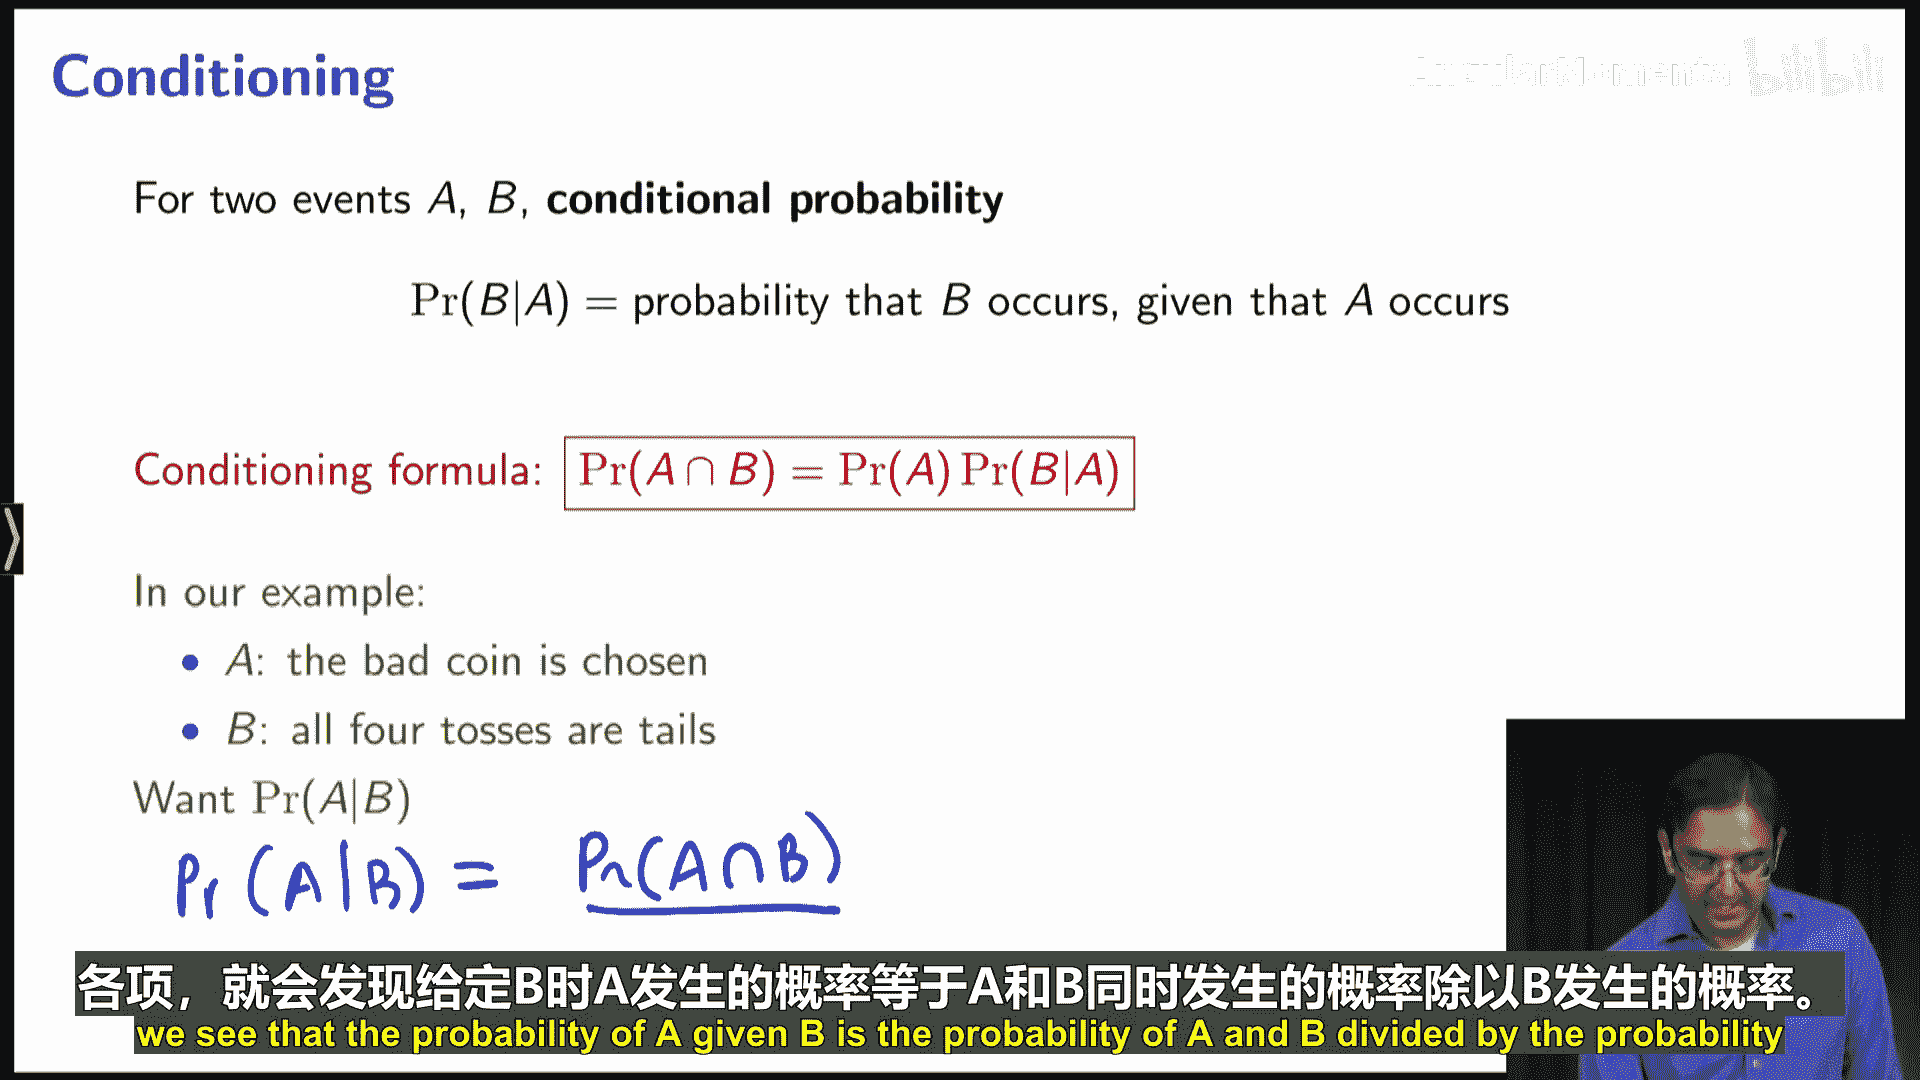 Conditioning
bilibili
For two events A, B, conditional probability
Pr(B|A) = probability that B occurs, given that A occurs
Conditioning formula: Pr(A ∩ B) = Pr(A) Pr(B|A)
In our example:
• A: the bad coin is chosen
• B: all four tosses are tails
Want Pr(A|B)
Pr(A|B) = Pr(A∩B)
各项，就会发现给定B时A发生的概率等于A和B同时发生的概率除以B发生的概率。
we see that the probability of A given B is the probability of A and B divided by the probability